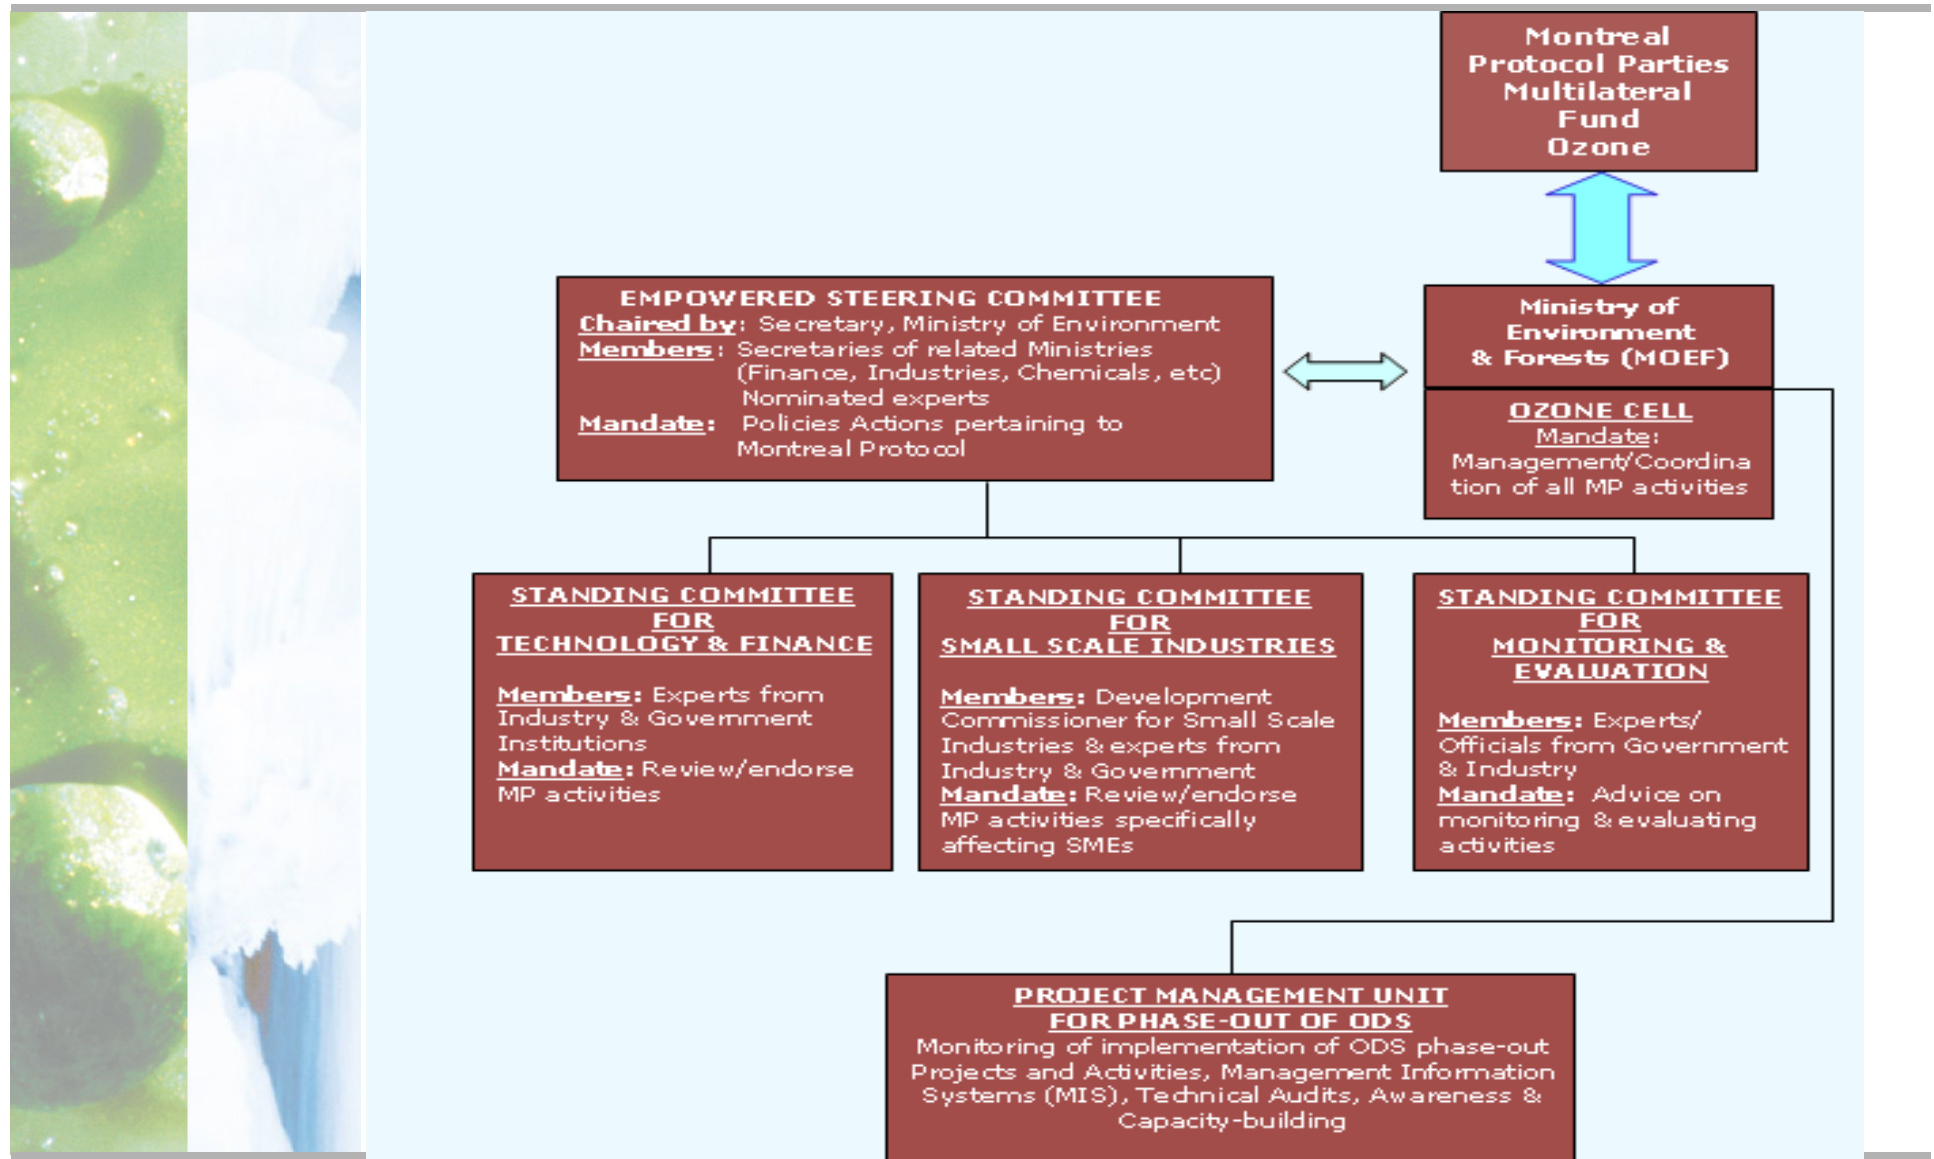 Montreal
Protocol Parties
Multilateral
Fund
Ozone
EMPOWERED STEERING COMMITTEE
Chaired by: Secretary, Ministry of Environment
Members: Secretaries of related Ministries
(Finance, Industries, Chemicals, etc)
Nominated experts
Mandate: Policies Actions pertaining to
Montreal Protocol
Ministry of
Environment
& Forests (MOEF)
OZONE CELL
Mandate:
Management/Coordina
tion of all MP activities
STANDING COMMITTEE
FOR
TECHNOLOGY & FINANCE
Members: Experts from
Industry & Government
Institutions
Mandate: Review/endorse
MP activities
STANDING COMMITTEE
FOR
SMALL SCALE INDUSTRIES
Members: Development
Commissioner for Small Scale
Industries & experts from
Industry & Government
Mandate: Review/endorse
MP activities specifically
affecting SMEs
STANDING COMMITTEE
FOR
MONITORING &
EVALUATION
Members: Experts/
Officials from Government
& Industry
Mandate: Advice on
monitoring & evaluating
activities
PROJECT MANAGEMENT UNIT
FOR PHASE-OUT OF ODS
Monitoring of implementation of ODS phase-out
Projects and Activities, Management Information
Systems (MIS), Technical Audits, Awareness &
Capacity-building